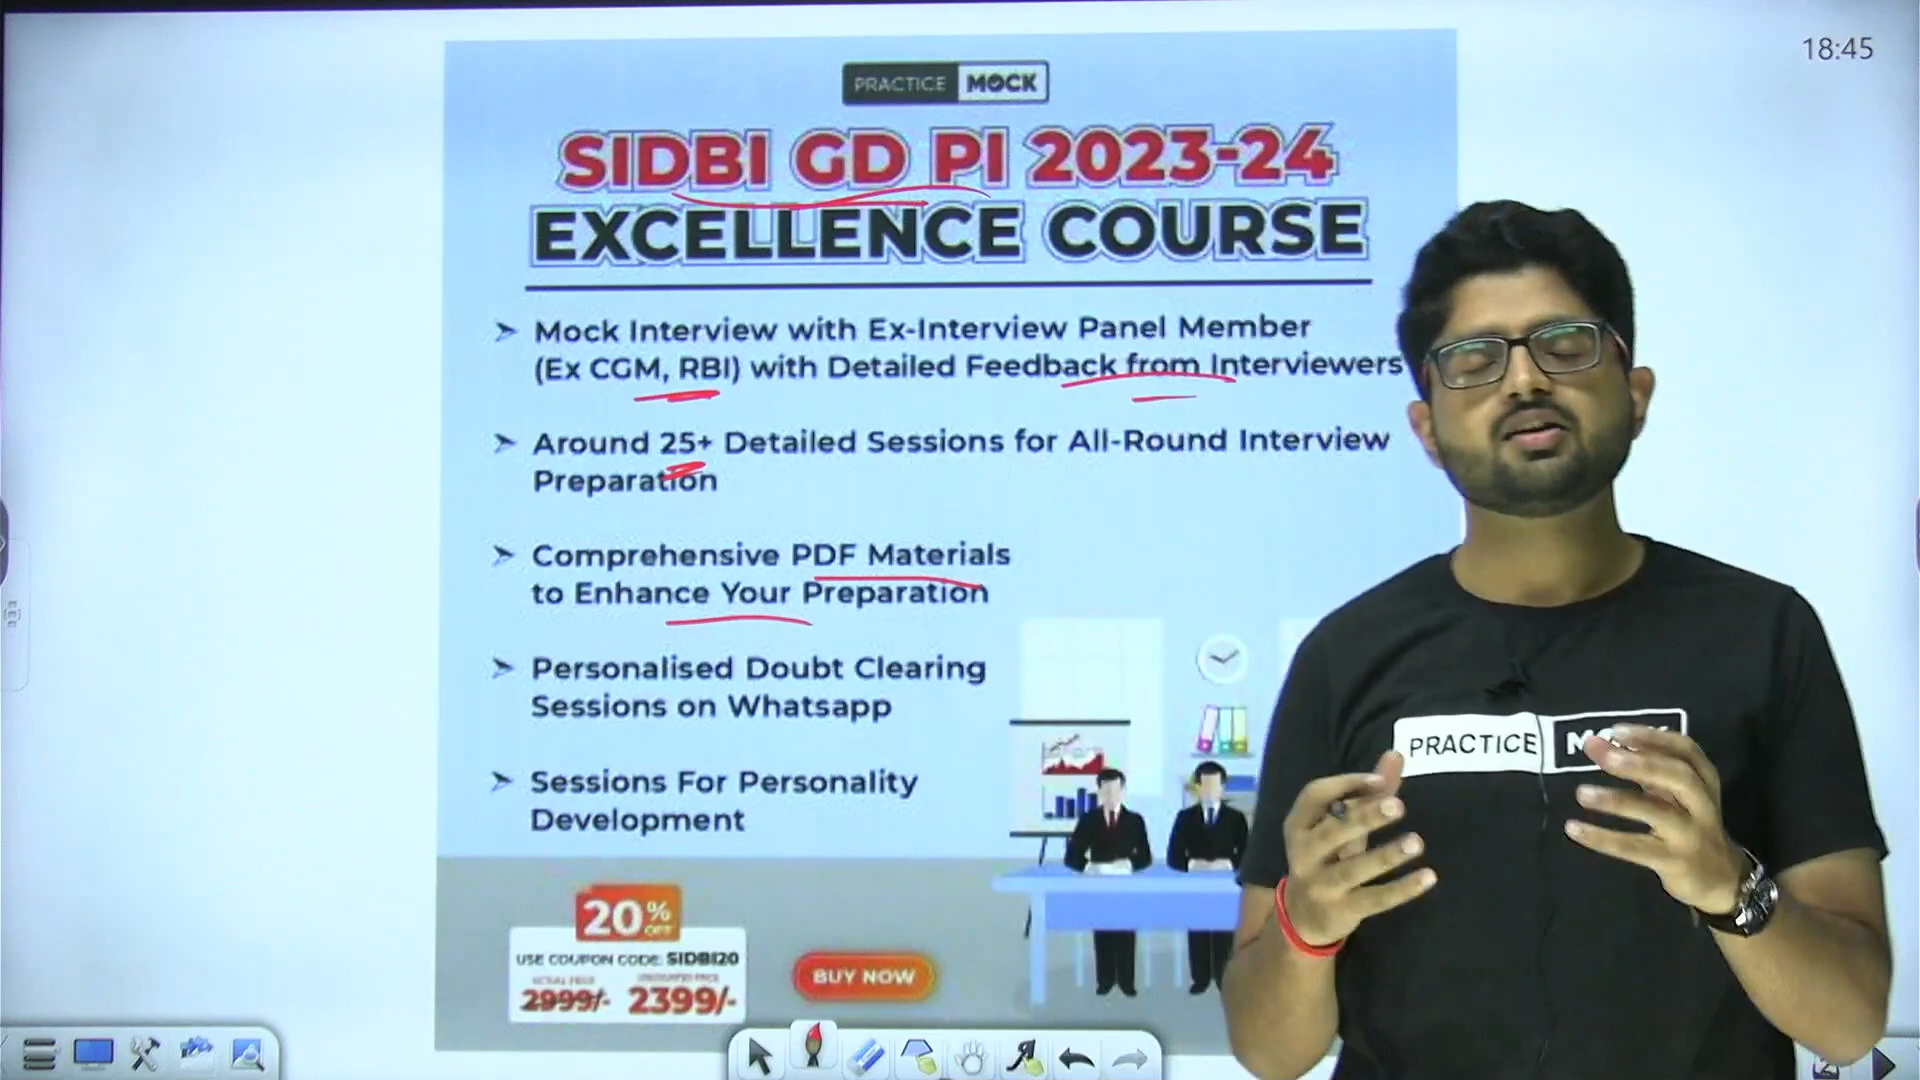 18:45
PRACTICE MOCK
SIDBI GD PI 2023-24
EXCELLENCE COURSE
Mock Interview with Ex-Interview Panel Member
(Ex CGM, RBI) with Detailed Feedback from Interviewers
Around 25+ Detailed Sessions for All-Round Interview
Preparation
Comprehensive PDF Materials
to Enhance Your Preparation
Personalised Doubt Clearing
Sessions on Whatsapp
Sessions For Personality
Development
20% OFF
USE COUPON CODE: SIDBI20
2999/- 2399/-
BUY NOW
PRACTICE